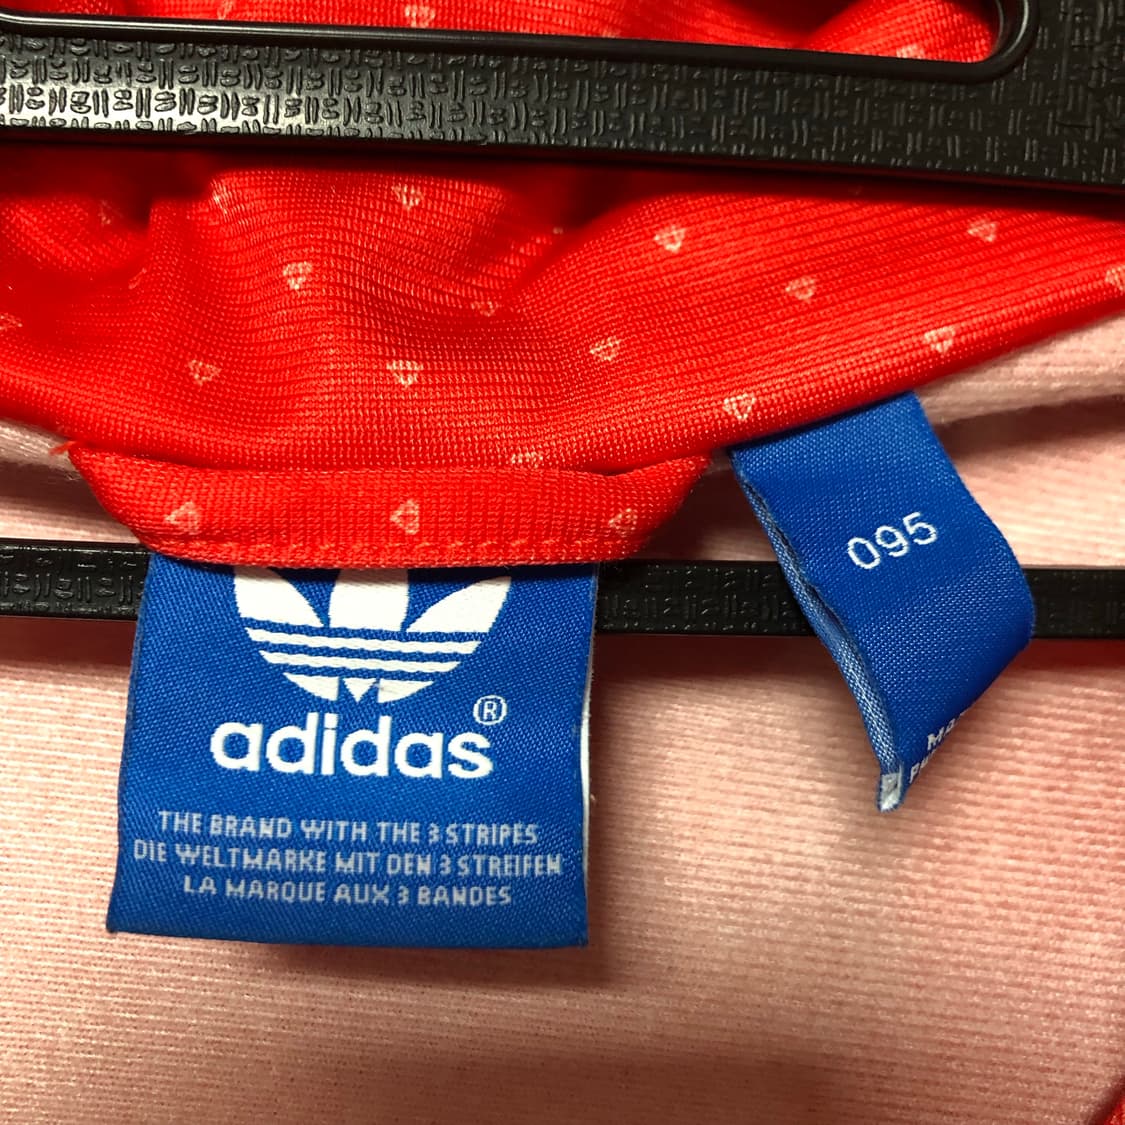 adidas®
THE BRAND WITH THE 3 STRIPES
DIE WELTMARKE MIT DEN 3 STREIFEN
LA MARQUE AUX 3 BANDES
095